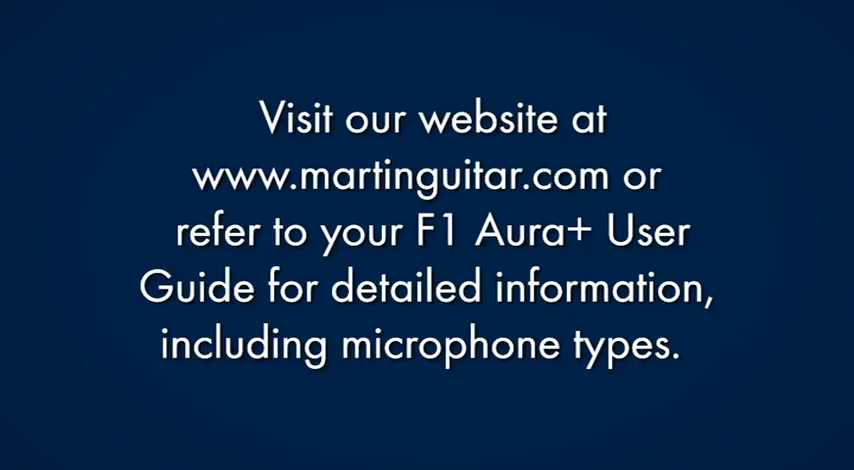 Visit our website at
www.martinguitar.com or
refer to your F1 Aura+ User
Guide for detailed information,
including microphone types.